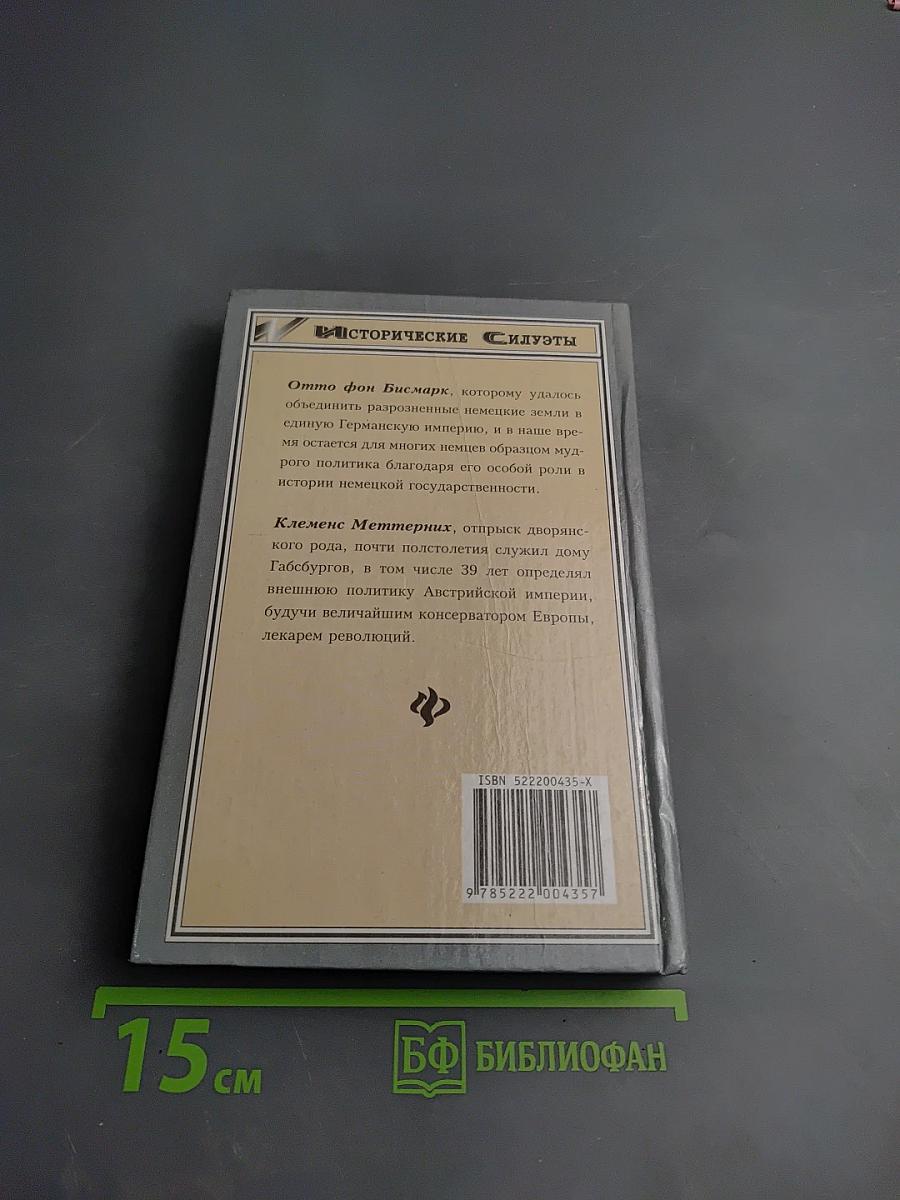 Исторические Силуэты
Отто фон Бисмарк, которому удалось
объединить разрозненные немецкие земли в
единую Германскую империю, и в наше вре-
мя остается для многих немцев образцом муд-
рого политика благодаря его особой роли в
истории немецкой государственности.
Клеменс Меттерних, отпрыск дворянс-
кого рода, почти полстолетия служил дому
Габсбургов, в том числе 39 лет определял
внешнюю политику Австрийской империи,
будучи величайшим консерватором Европы,
лекарем революций.
ISBN 522200435-X
9 785222 004357
15 см
БФ БИБЛИОФАН